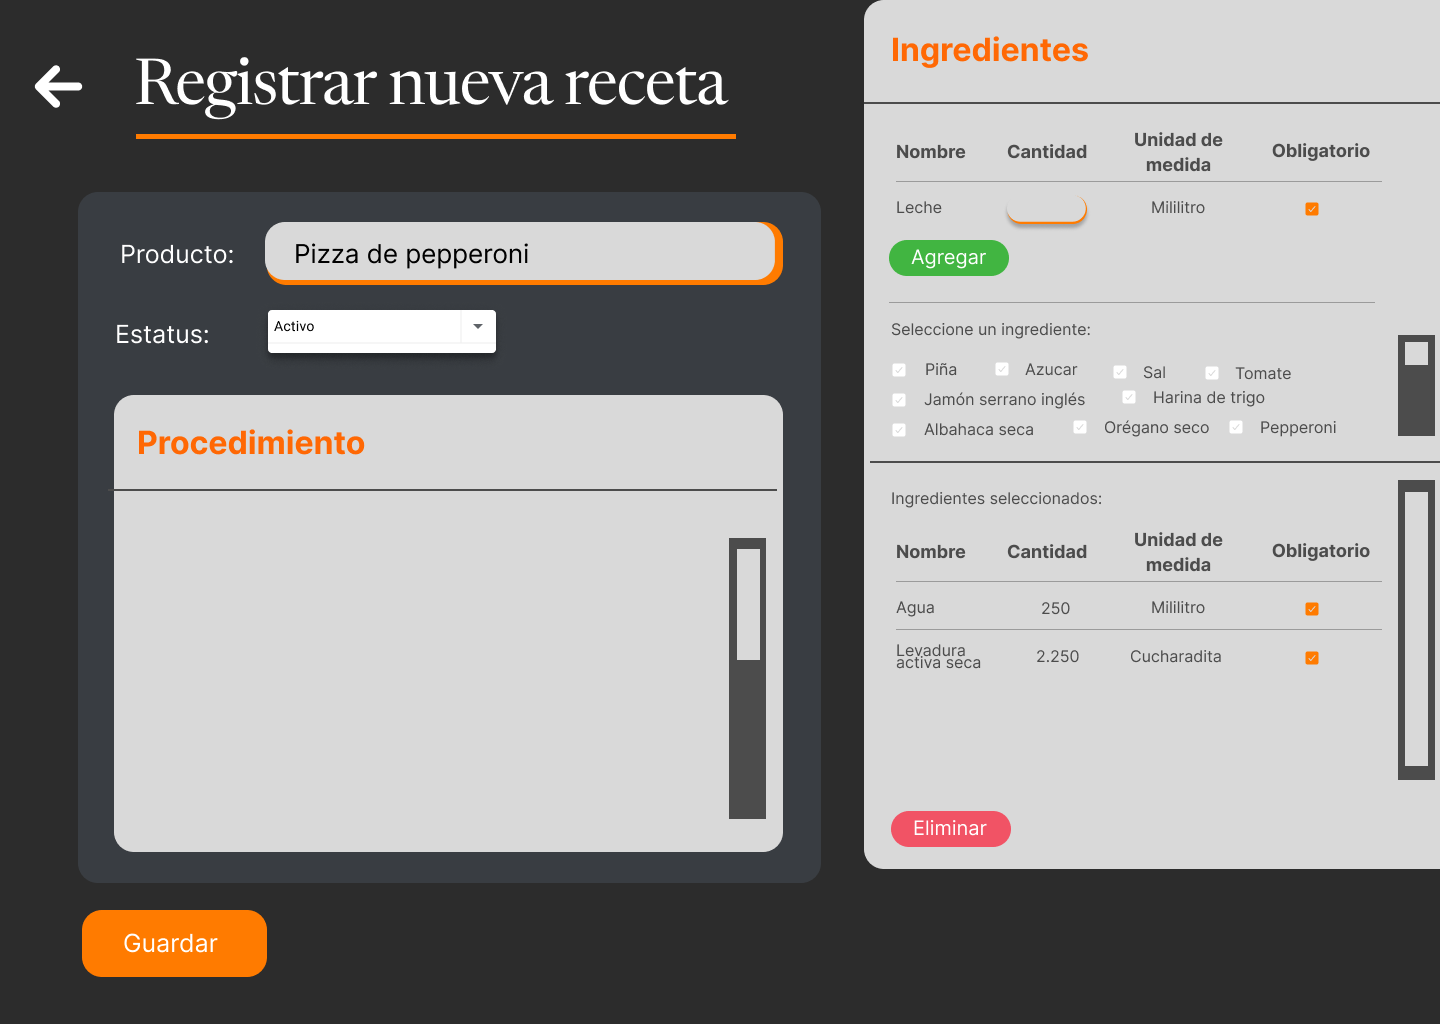 Registrar nueva receta
Producto: Pizza de pepperoni
Estatus: Activo
Procedimiento
Guardar
Ingredientes
Nombre Cantidad Unidad de medida Obligatorio
Leche Mililitro
Agregar
Seleccione un ingrediente:
Piña Azucar Sal Tomate
Jamón serrano inglés Harina de trigo
Albahaca seca Orégano seco Pepperoni
Ingredientes seleccionados:
Nombre Cantidad Unidad de medida Obligatorio
Agua 250 Mililitro
Levadura activa seca 2.250 Cucharadita
Eliminar